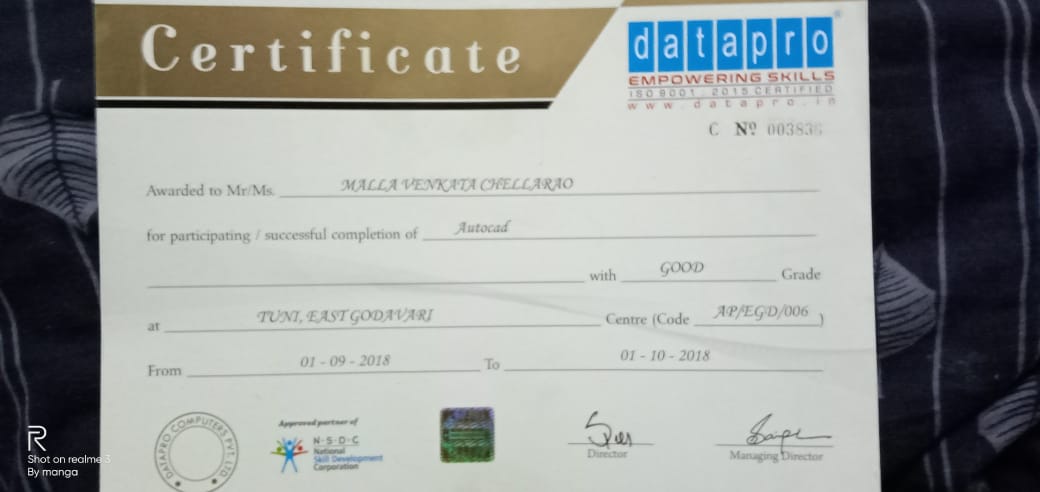 Certificate
datapro
EMPOWERING SKILLS
ISO 9001 : 2015 CERTIFIED
www.datapro.in
C No
Awarded to Mr/Ms. MALLA VENKATA CHELLARAO
for participating / successful completion of Autocad
with GOOD Grade
at TUNI, EAST GODAVARI Centre (Code AP/EGD/006 )
From 01 - 09 - 2018 To 01 - 10 - 2018
DATAPRO COMPUTERS PVT. LTD.
Approved partner of
N·S·D·C
National
Skill Development
Corporation
Director
Managing Director
Shot on realme 3
By manga